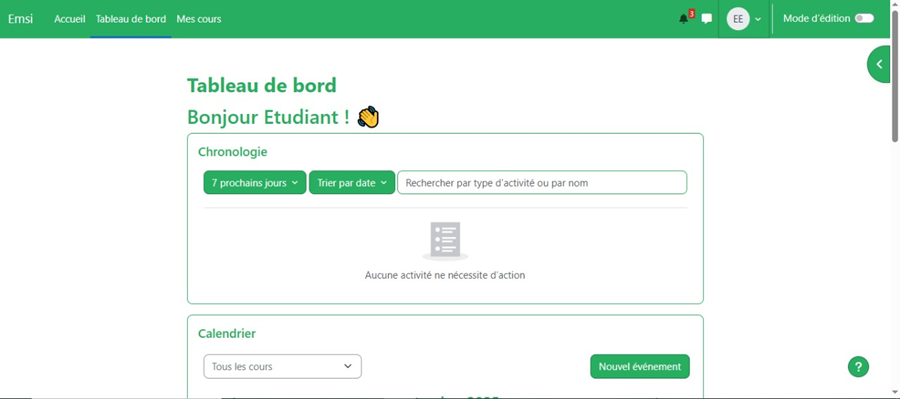 Emsi Accueil Tableau de bord Mes cours 3 EE Mode d'édition
Tableau de bord
Bonjour Etudiant !
Chronologie
7 prochains jours Trier par date Rechercher par type d'activité ou par nom
Aucune activité ne nécessite d'action
Calendrier
Tous les cours Nouvel événement
?